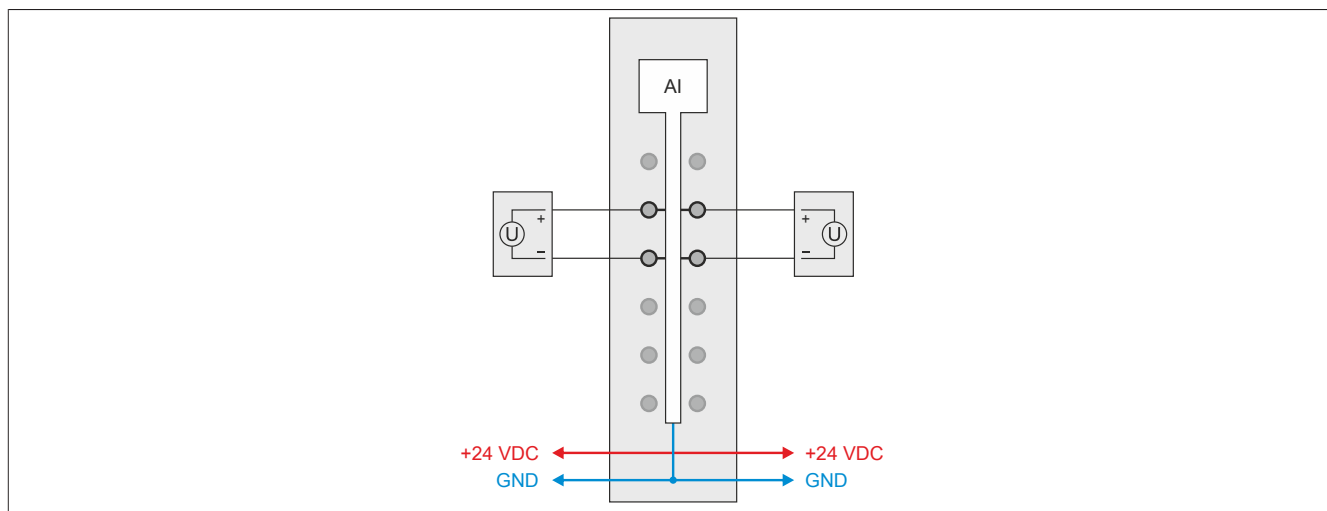 AI
U + + U
− −
+24 VDC +24 VDC
GND GND